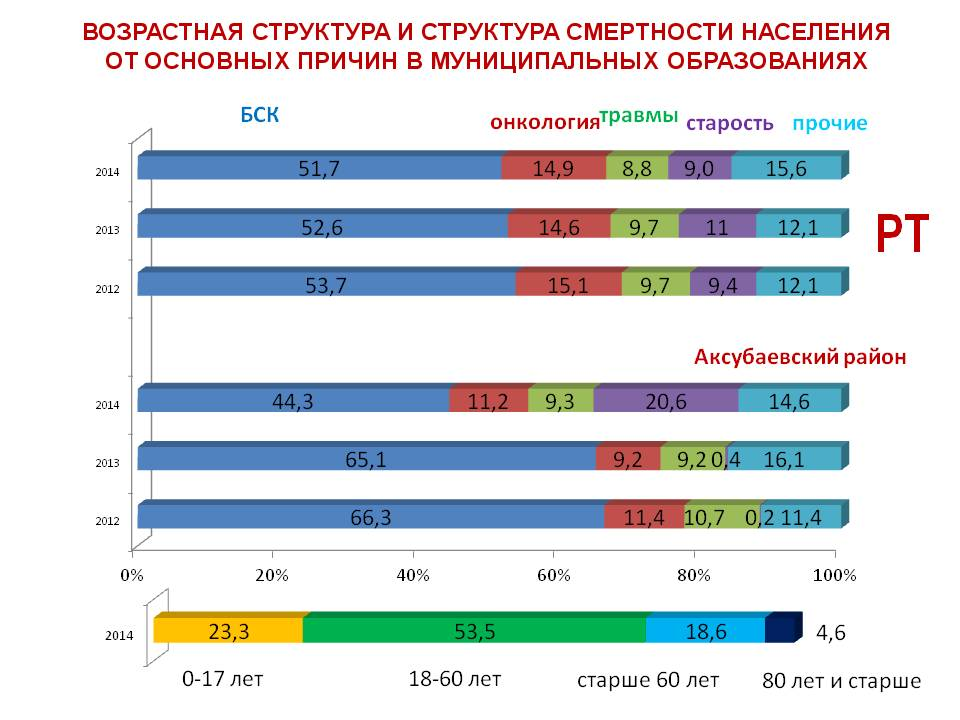 ВОЗРАСТНАЯ СТРУКТУРА И СТРУКТУРА СМЕРТНОСТИ НАСЕЛЕНИЯ
ОТ ОСНОВНЫХ ПРИЧИН В МУНИЦИПАЛЬНЫХ ОБРАЗОВАНИЯХ
БСК онкология травмы старость прочие
2014 51,7 14,9 8,8 9,0 15,6
2013 52,6 14,6 9,7 11 12,1
РТ
2012 53,7 15,1 9,7 9,4 12,1
Аксубаевский район
2014 44,3 11,2 9,3 20,6 14,6
2013 65,1 9,2 9,2 0,4 16,1
2012 66,3 11,4 10,7 0,2 11,4
0% 20% 40% 60% 80% 100%
2014 23,3 53,5 18,6 4,6
0-17 лет 18-60 лет старше 60 лет 80 лет и старше